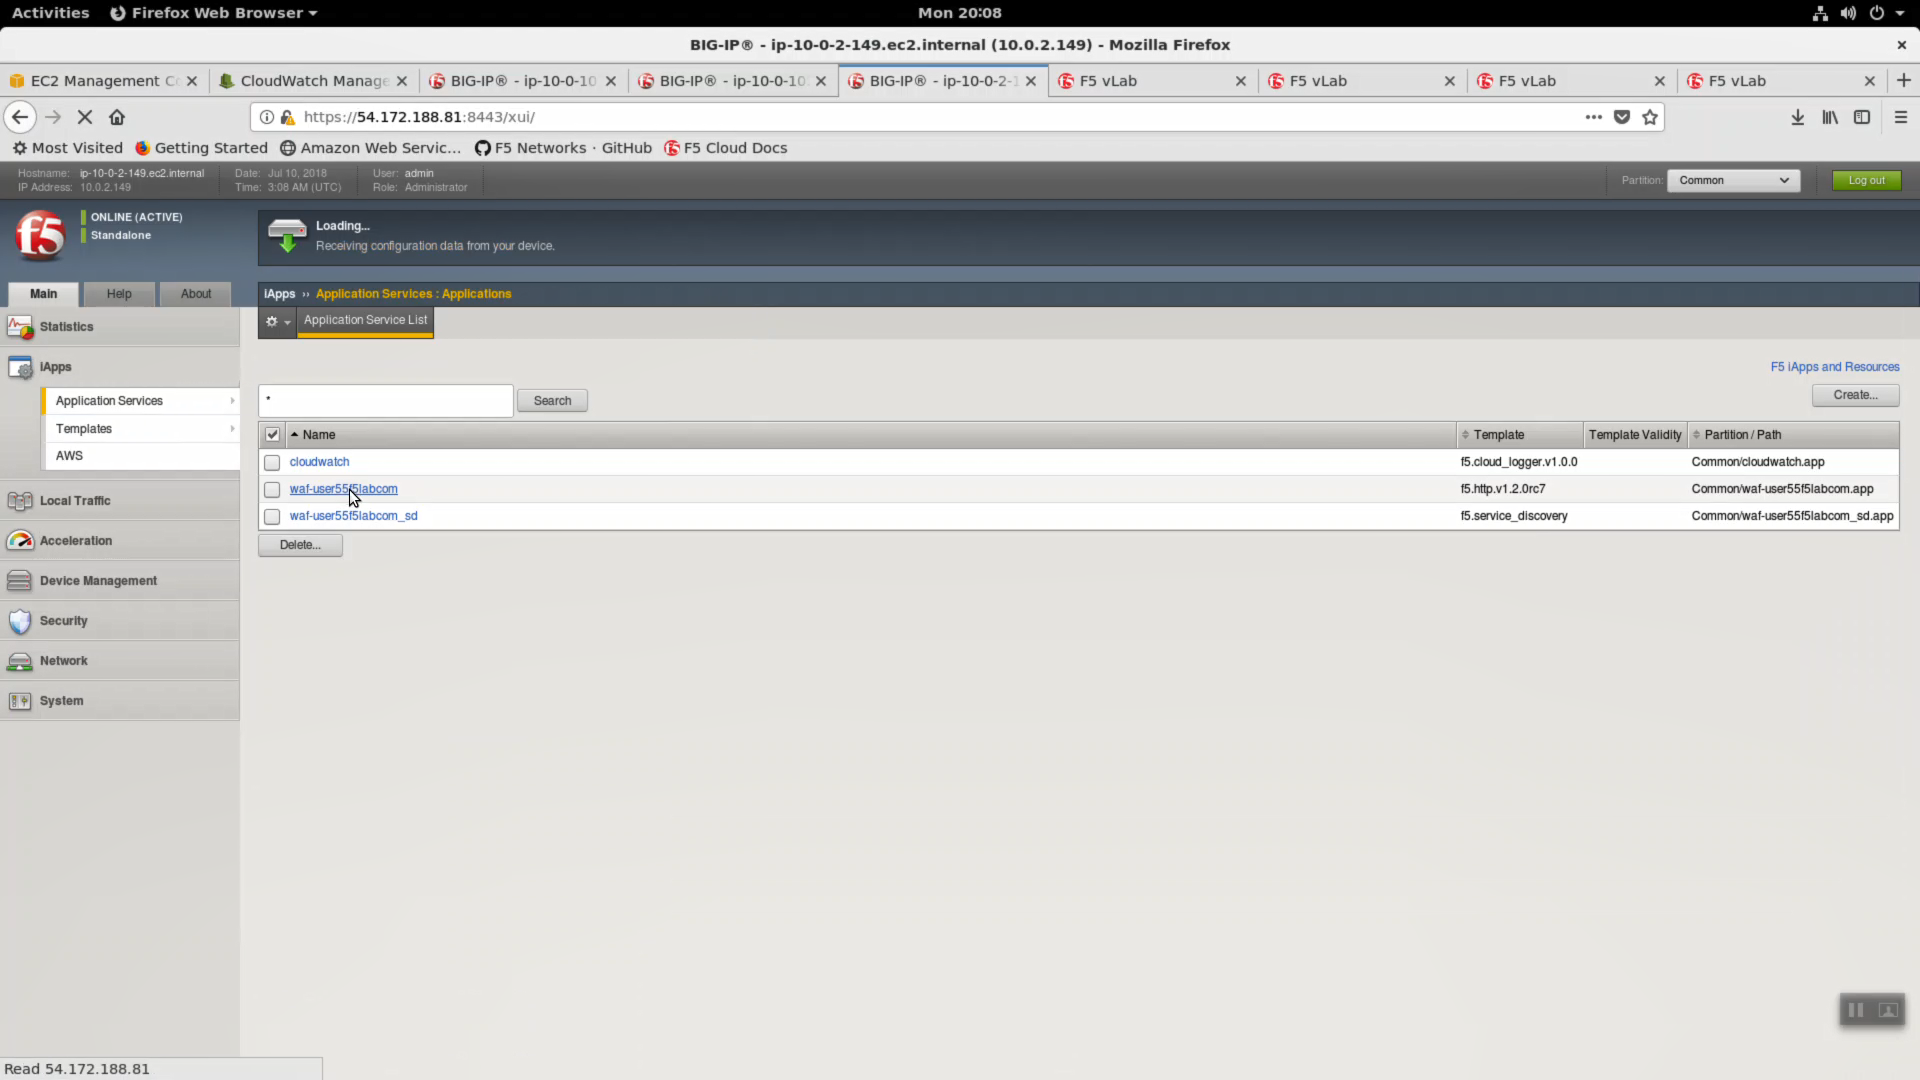 Activities Firefox Web Browser Mon 20:08
BIG-IP® - ip-10-0-2-149.ec2.internal (10.0.2.149) - Mozilla Firefox
EC2 Management Co CloudWatch Manage BIG-IP® - ip-10-0-10 BIG-IP® - ip-10-0-10 BIG-IP® - ip-10-0-2-1 F5 vLab F5 vLab F5 vLab F5 vLab
https://54.172.188.81:8443/xui/
Most Visited Getting Started Amazon Web Servic... F5 Networks · GitHub F5 Cloud Docs
Hostname: ip-10-0-2-149.ec2.internal Date: Jul 10, 2018 User: admin
IP Address: 10.0.2.149 Time: 3:08 AM (UTC) Role: Administrator
Partition: Common Log out
f5
ONLINE (ACTIVE)
Standalone
Loading...
Receiving configuration data from your device.
Main Help About
iApps ›› Application Services : Applications
Application Service List
Statistics
iApps
Application Services
Templates
AWS
Local Traffic
Acceleration
Device Management
Security
Network
System
F5 iApps and Resources
* Search Create...
Name Template Template Validity Partition / Path
cloudwatch f5.cloud_logger.v1.0.0 Common/cloudwatch.app
waf-user55f5labcom f5.http.v1.2.0rc7 Common/waf-user55f5labcom.app
waf-user55f5labcom_sd f5.service_discovery Common/waf-user55f5labcom_sd.app
Delete...
Read 54.172.188.81